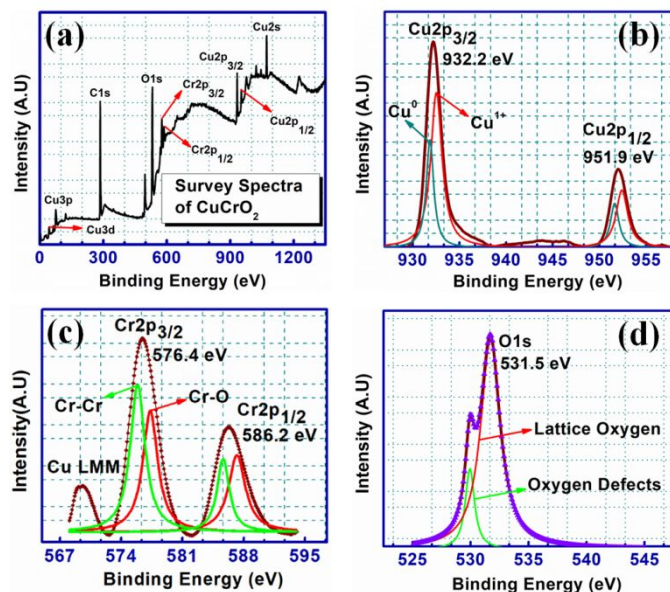 (a)
Intensity (A.U)
C1s
O1s
Cr2p3/2
Cr2p1/2
Cu2p3/2
Cu2s
Cu2p1/2
Cu3p
Cu3d
Survey Spectra
of CuCrO2
0 300 600 900 1200
Binding Energy (eV)
(b)
Intensity (A.U)
Cu2p3/2
932.2 eV
Cu0
Cu1+
Cu2p1/2
951.9 eV
930 935 940 945 950 955
Binding Energy (eV)
(c)
Intensity(A.U)
Cr2p3/2
576.4 eV
Cr-Cr
Cr-O
Cr2p1/2
586.2 eV
Cu LMM
567 574 581 588 595
Binding Energy (eV)
(d)
Intensity (A.U)
O1s
531.5 eV
Lattice Oxygen
Oxygen Defects
525 530 535 540 545
Binding Energy (eV)